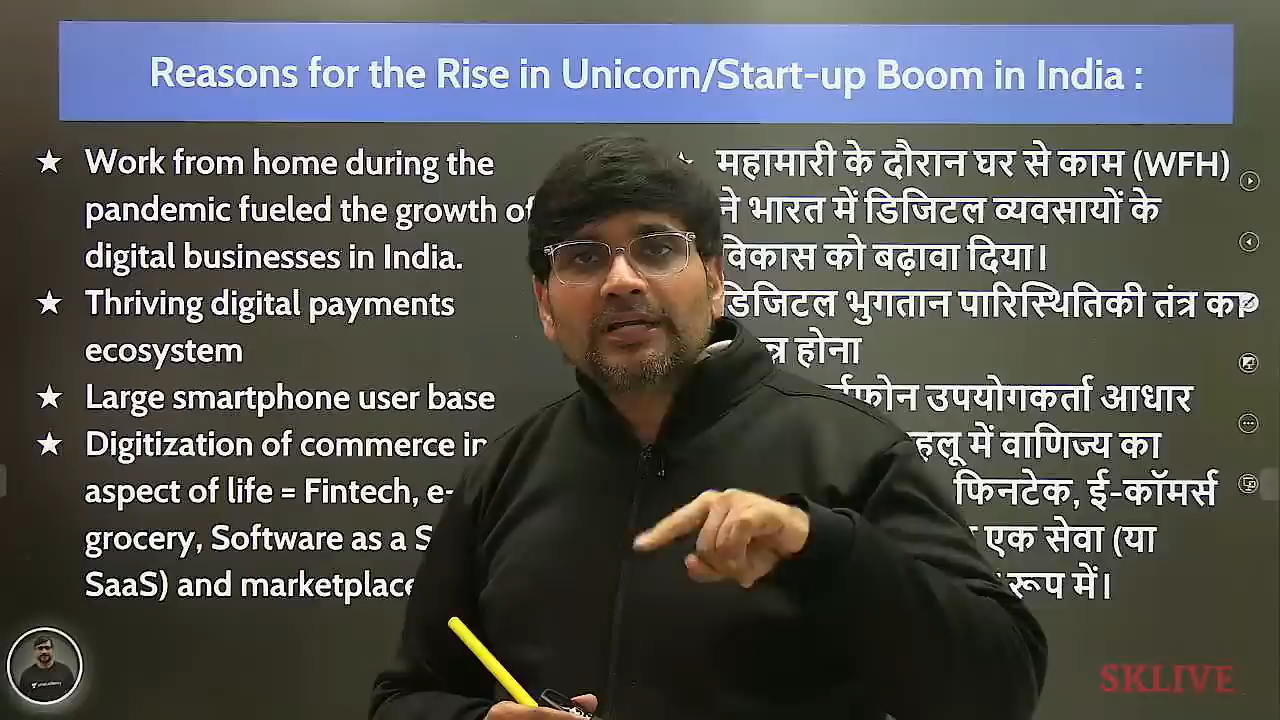 Reasons for the Rise in Unicorn/Start-up Boom in India :
★ Work from home during the
pandemic fueled the growth of
digital businesses in India.
★ Thriving digital payments
ecosystem
★ Large smartphone user base
★ Digitization of commerce in
aspect of life = Fintech, e-
grocery, Software as a
SaaS) and marketplace
महामारी के दौरान घर से काम (WFH)
ने भारत में डिजिटल व्यवसायों के
विकास को बढ़ावा दिया।
डिजिटल भुगतान पारिस्थितिकी तंत्र का
होना
उपयोगकर्ता आधार
में वाणिज्य का
फिनटेक, ई-कॉमर्स
एक सेवा (या
रूप में।
SKLIVE